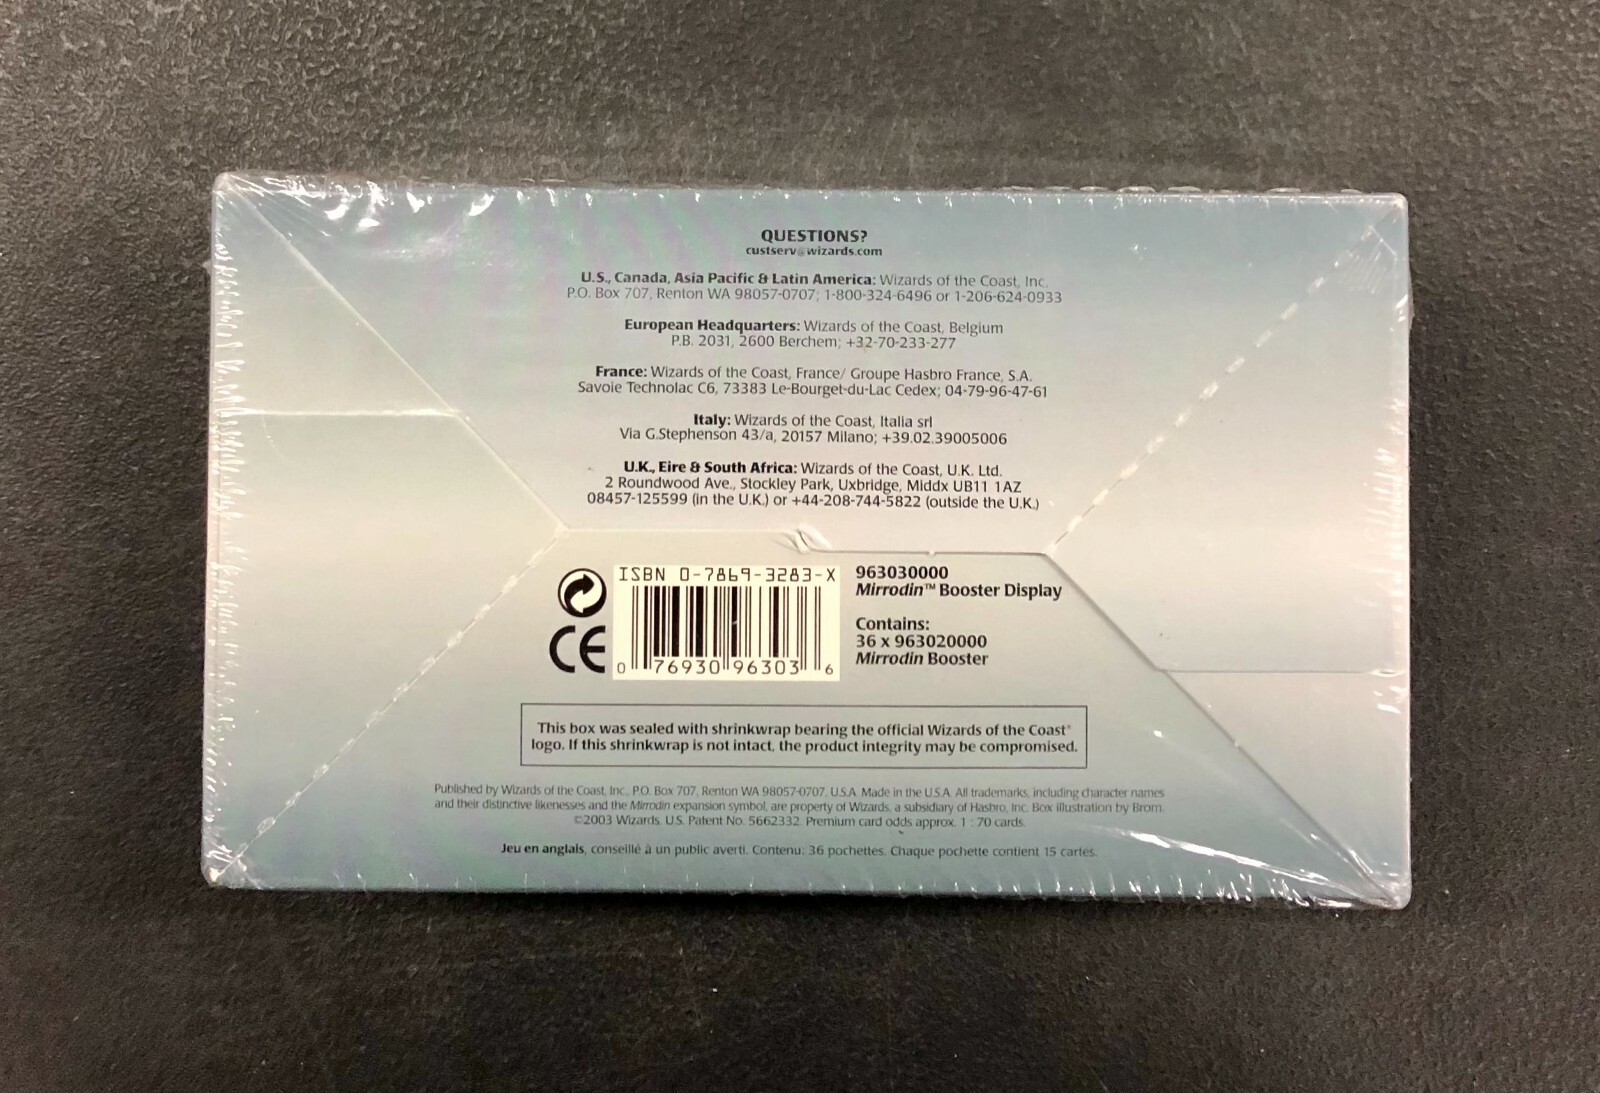 QUESTIONS?
custserv@wizards.com
U.S., Canada, Asia Pacific & Latin America: Wizards of the Coast, Inc.
P.O. Box 707, Renton WA 98057-0707; 1-800-324-6496 or 1-206-624-0933
European Headquarters: Wizards of the Coast, Belgium
P.B. 2031, 2600 Berchem; +32-70-233-277
France: Wizards of the Coast, France/ Groupe Hasbro France, S.A.
Savoie Technolac C6, 73383 Le-Bourget-du-Lac Cedex; 04-79-96-47-61
Italy: Wizards of the Coast, Italia srl
Via G.Stephenson 43/a, 20157 Milano; +39.02.39005006
U.K., Eire & South Africa: Wizards of the Coast, U.K. Ltd.
2 Roundwood Ave., Stockley Park, Uxbridge, Middx UB11 1AZ
08457-125599 (in the U.K.) or +44-208-744-5822 (outside the U.K.)
ISBN 0-7869-3283-X
0 76930 96303 6
CE
963030000
Mirrodin™ Booster Display
Contains:
36 x 963020000
Mirrodin Booster
This box was sealed with shrinkwrap bearing the official Wizards of the Coast®
logo. If this shrinkwrap is not intact, the product integrity may be compromised.
Published by Wizards of the Coast, Inc., P.O. Box 707, Renton WA 98057-0707, U.S.A. Made in the U.S.A. All trademarks, including character names
and their distinctive likenesses and the Mirrodin expansion symbol, are property of Wizards, a subsidiary of Hasbro, Inc. Box illustration by Brom.
©2003 Wizards. U.S. Patent No. 5662332. Premium card odds approx. 1 : 70 cards.
Jeu en anglais, conseillé à un public averti. Contenu: 36 pochettes. Chaque pochette contient 15 cartes.